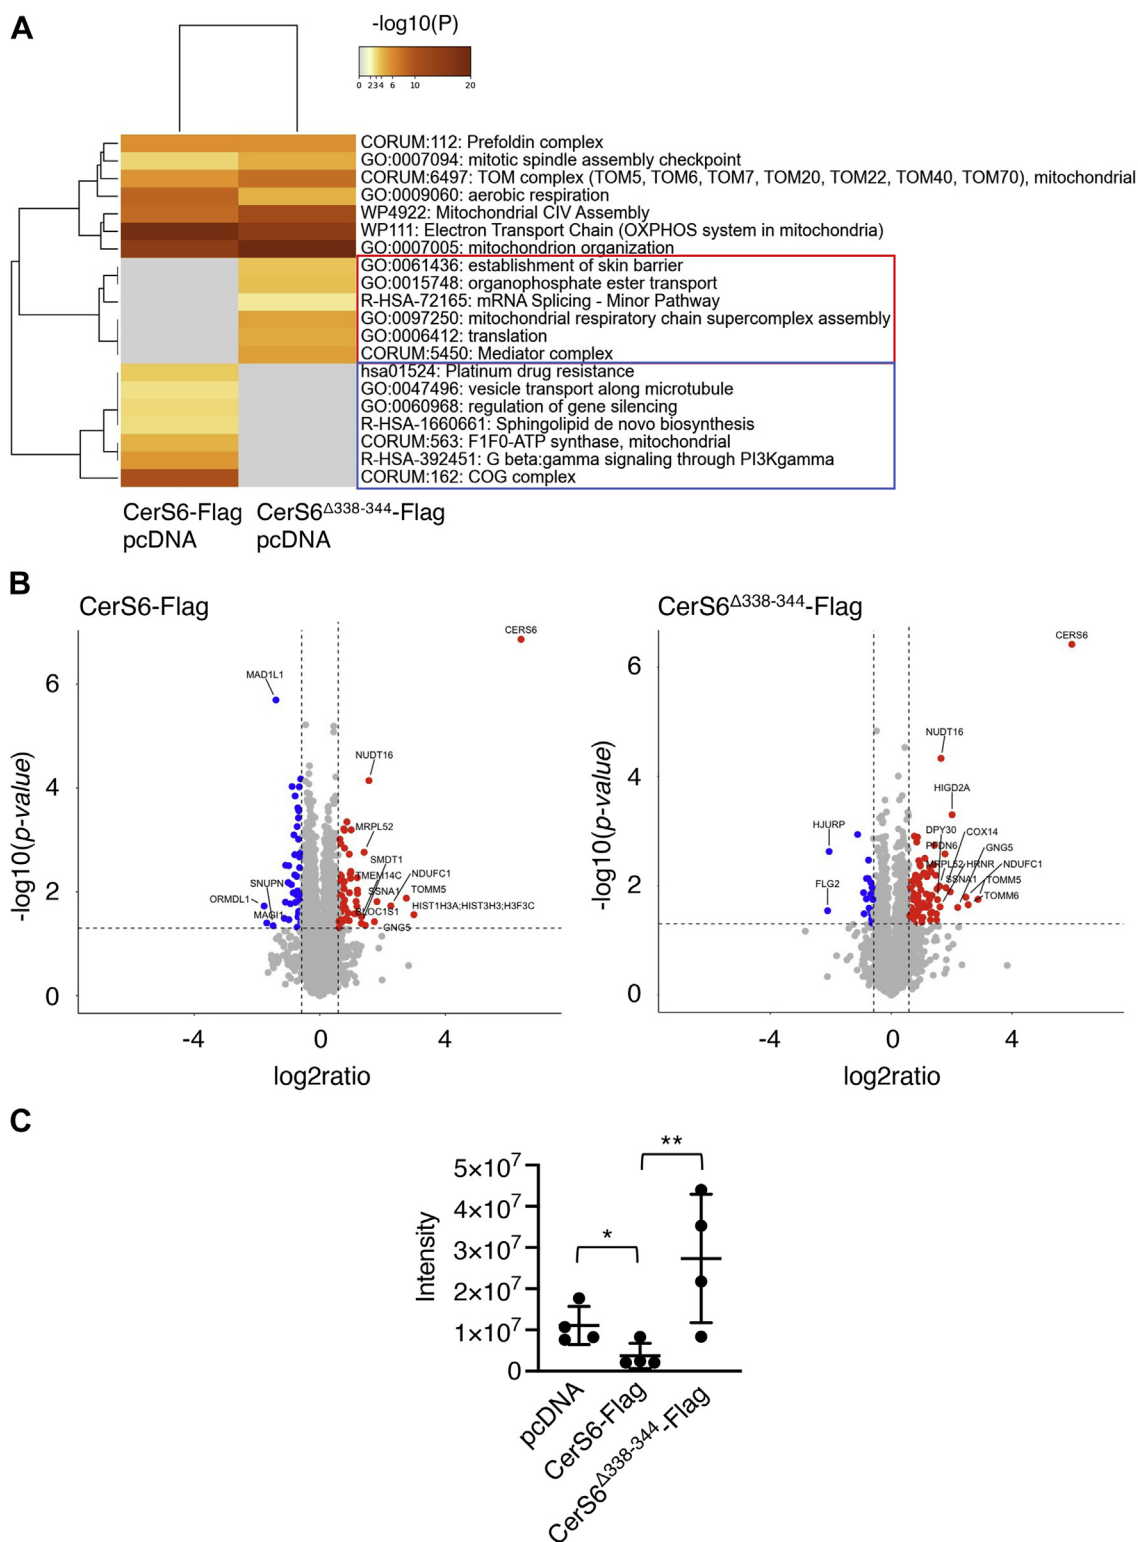 A
-log10(P)
0 2 3 4 6 10 20
CORUM:112: Prefoldin complex
GO:0007094: mitotic spindle assembly checkpoint
CORUM:6497: TOM complex (TOM5, TOM6, TOM7, TOM20, TOM22, TOM40, TOM70), mitochondrial
GO:0009060: aerobic respiration
WP4922: Mitochondrial CIV Assembly
WP111: Electron Transport Chain (OXPHOS system in mitochondria)
GO:0007005: mitochondrion organization
GO:0061436: establishment of skin barrier
GO:0015748: organophosphate ester transport
R-HSA-72165: mRNA Splicing - Minor Pathway
GO:0097250: mitochondrial respiratory chain supercomplex assembly
GO:0006412: translation
CORUM:5450: Mediator complex
hsa01524: Platinum drug resistance
GO:0047496: vesicle transport along microtubule
GO:0060968: regulation of gene silencing
R-HSA-1660661: Sphingolipid de novo biosynthesis
CORUM:563: F1F0-ATP synthase, mitochondrial
R-HSA-392451: G beta:gamma signaling through PI3Kgamma
CORUM:162: COG complex
CerS6-Flag CerS6Δ338-344-Flag
pcDNA pcDNA
B
CerS6-Flag
CERS6
MAD1L1
NUDT16
MRPL52
SMDT1
TMEM14C
NDUFC1
SNUPN
SSNA1
TOMM5
ORMDL1
HIST1H3A;HIST3H3;H3F3C
MAGI1
BLOC1S1
GNG5
6
4
2
0
-log10(p-value)
-4 0 4
log2ratio
CerS6Δ338-344-Flag
CERS6
NUDT16
HIGD2A
HJURP
DPY30
COX14
PFDN6
GNG5
MRPL52
HRNR
NDUFC1
FLG2
SSNA1
TOMM5
TOMM6
6
4
2
0
-log10(p-value)
-4 0 4
log2ratio
C
**
*
5×10⁷
4×10⁷
3×10⁷
2×10⁷
1×10⁷
0
Intensity
pcDNA
CerS6-Flag
CerS6Δ338-344-Flag